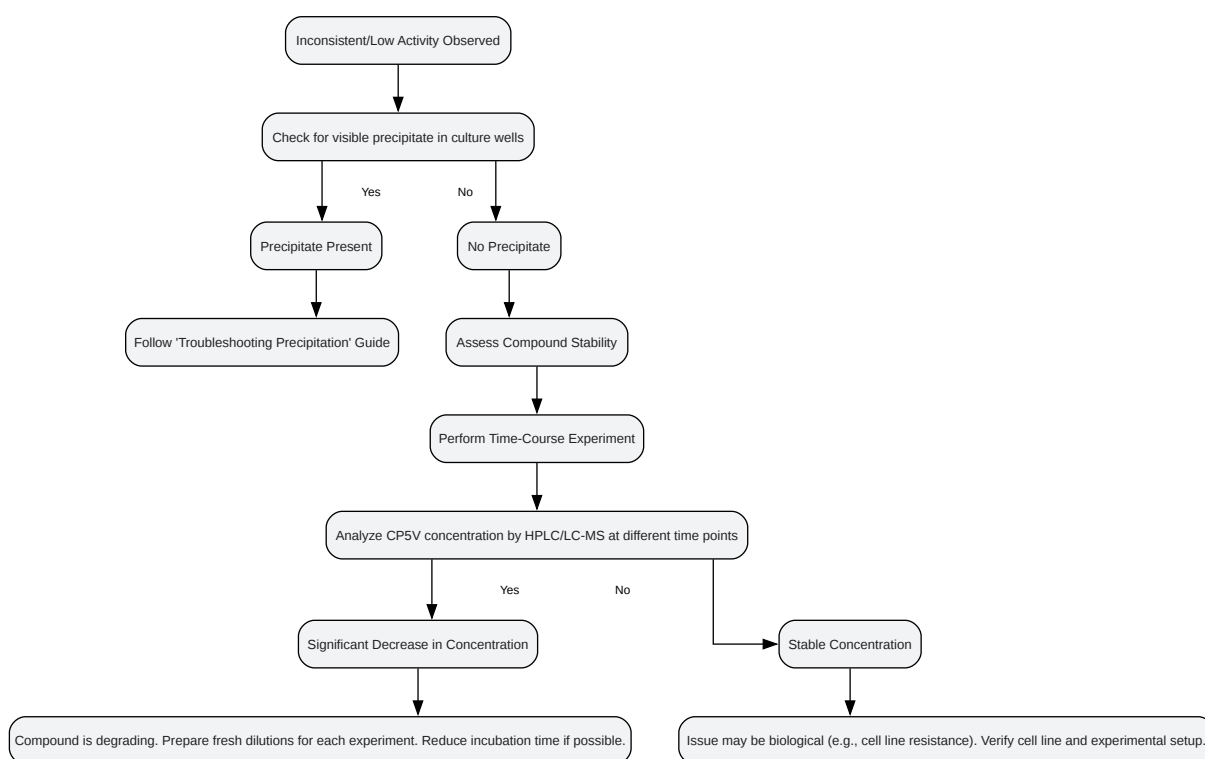 Inconsistent/Low Activity Observed
Check for visible precipitate in culture wells
Yes
No
Precipitate Present
No Precipitate
Follow 'Troubleshooting Precipitation' Guide
Assess Compound Stability
Perform Time-Course Experiment
Analyze CP5V concentration by HPLC/LC-MS at different time points
Yes
No
Significant Decrease in Concentration
Stable Concentration
Compound is degrading. Prepare fresh dilutions for each experiment. Reduce incubation time if possible.
Issue may be biological (e.g., cell line resistance). Verify cell line and experimental setup.